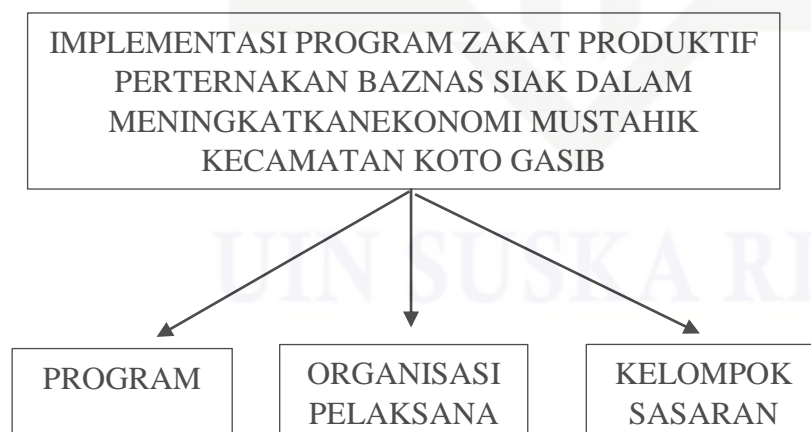 IMPLEMENTASI PROGRAM ZAKAT PRODUKTIF
PERTERNAKAN BAZNAS SIAK DALAM
MENINGKATKANEKONOMI MUSTAHIK
KECAMATAN KOTO GASIB
UIN SUSKA RI
PROGRAM
ORGANISASI
PELAKSANA
KELOMPOK
SASARAN